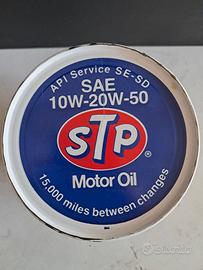 API Service SE-SD
SAE
10W-20W-50
STP
®
Motor Oil
15,000 miles between changes